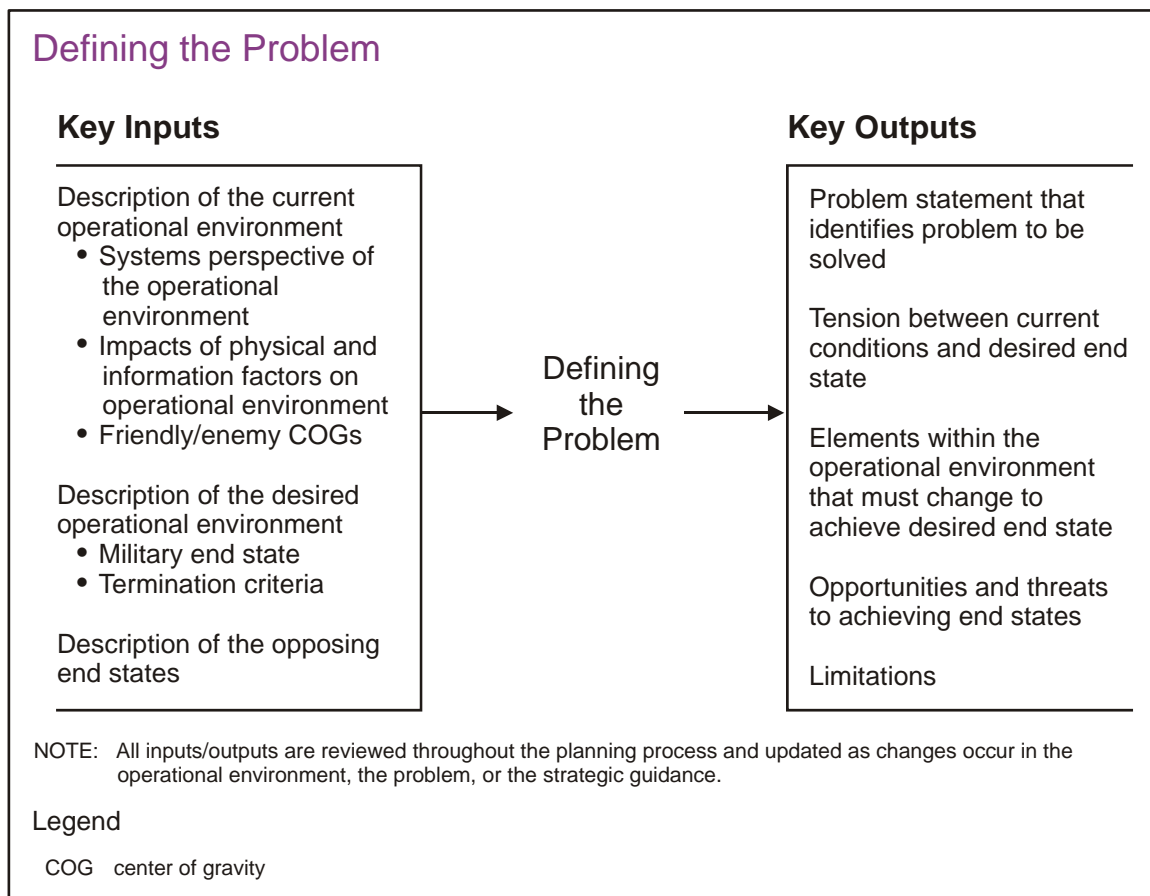 Defining the Problem
Key Inputs
Description of the current
operational environment
• Systems perspective of
the operational
environment
• Impacts of physical and
information factors on
operational environment
• Friendly/enemy COGs
Description of the desired
operational environment
• Military end state
• Termination criteria
Description of the opposing
end states
Defining
the
Problem
Key Outputs
Problem statement that
identifies problem to be
solved
Tension between current
conditions and desired end
state
Elements within the
operational environment
that must change to
achieve desired end state
Opportunities and threats
to achieving end states
Limitations
NOTE: All inputs/outputs are reviewed throughout the planning process and updated as changes occur in the
operational environment, the problem, or the strategic guidance.
Legend
COG center of gravity